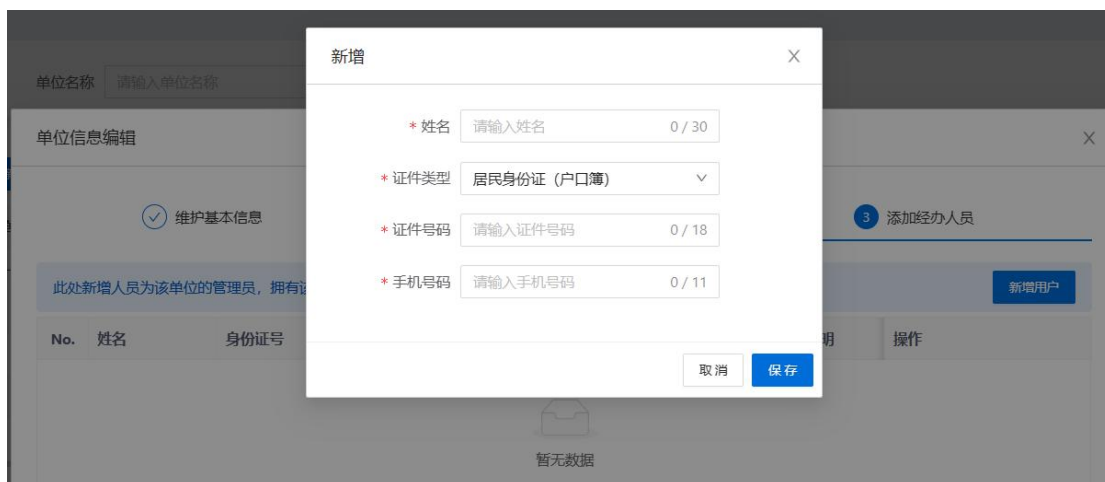 新增
单位名称 请输入单位名称
* 姓名 请输入姓名 0 / 30
单位信息编辑
* 证件类型 居民身份证（户口簿）
维护基本信息
3 添加经办人员
* 证件号码 请输入证件号码 0 / 18
* 手机号码 请输入手机号码 0 / 11
此处新增人员为该单位的管理员，拥有
新增用户
No. 姓名 身份证号 明 操作
取消 保存
暂无数据